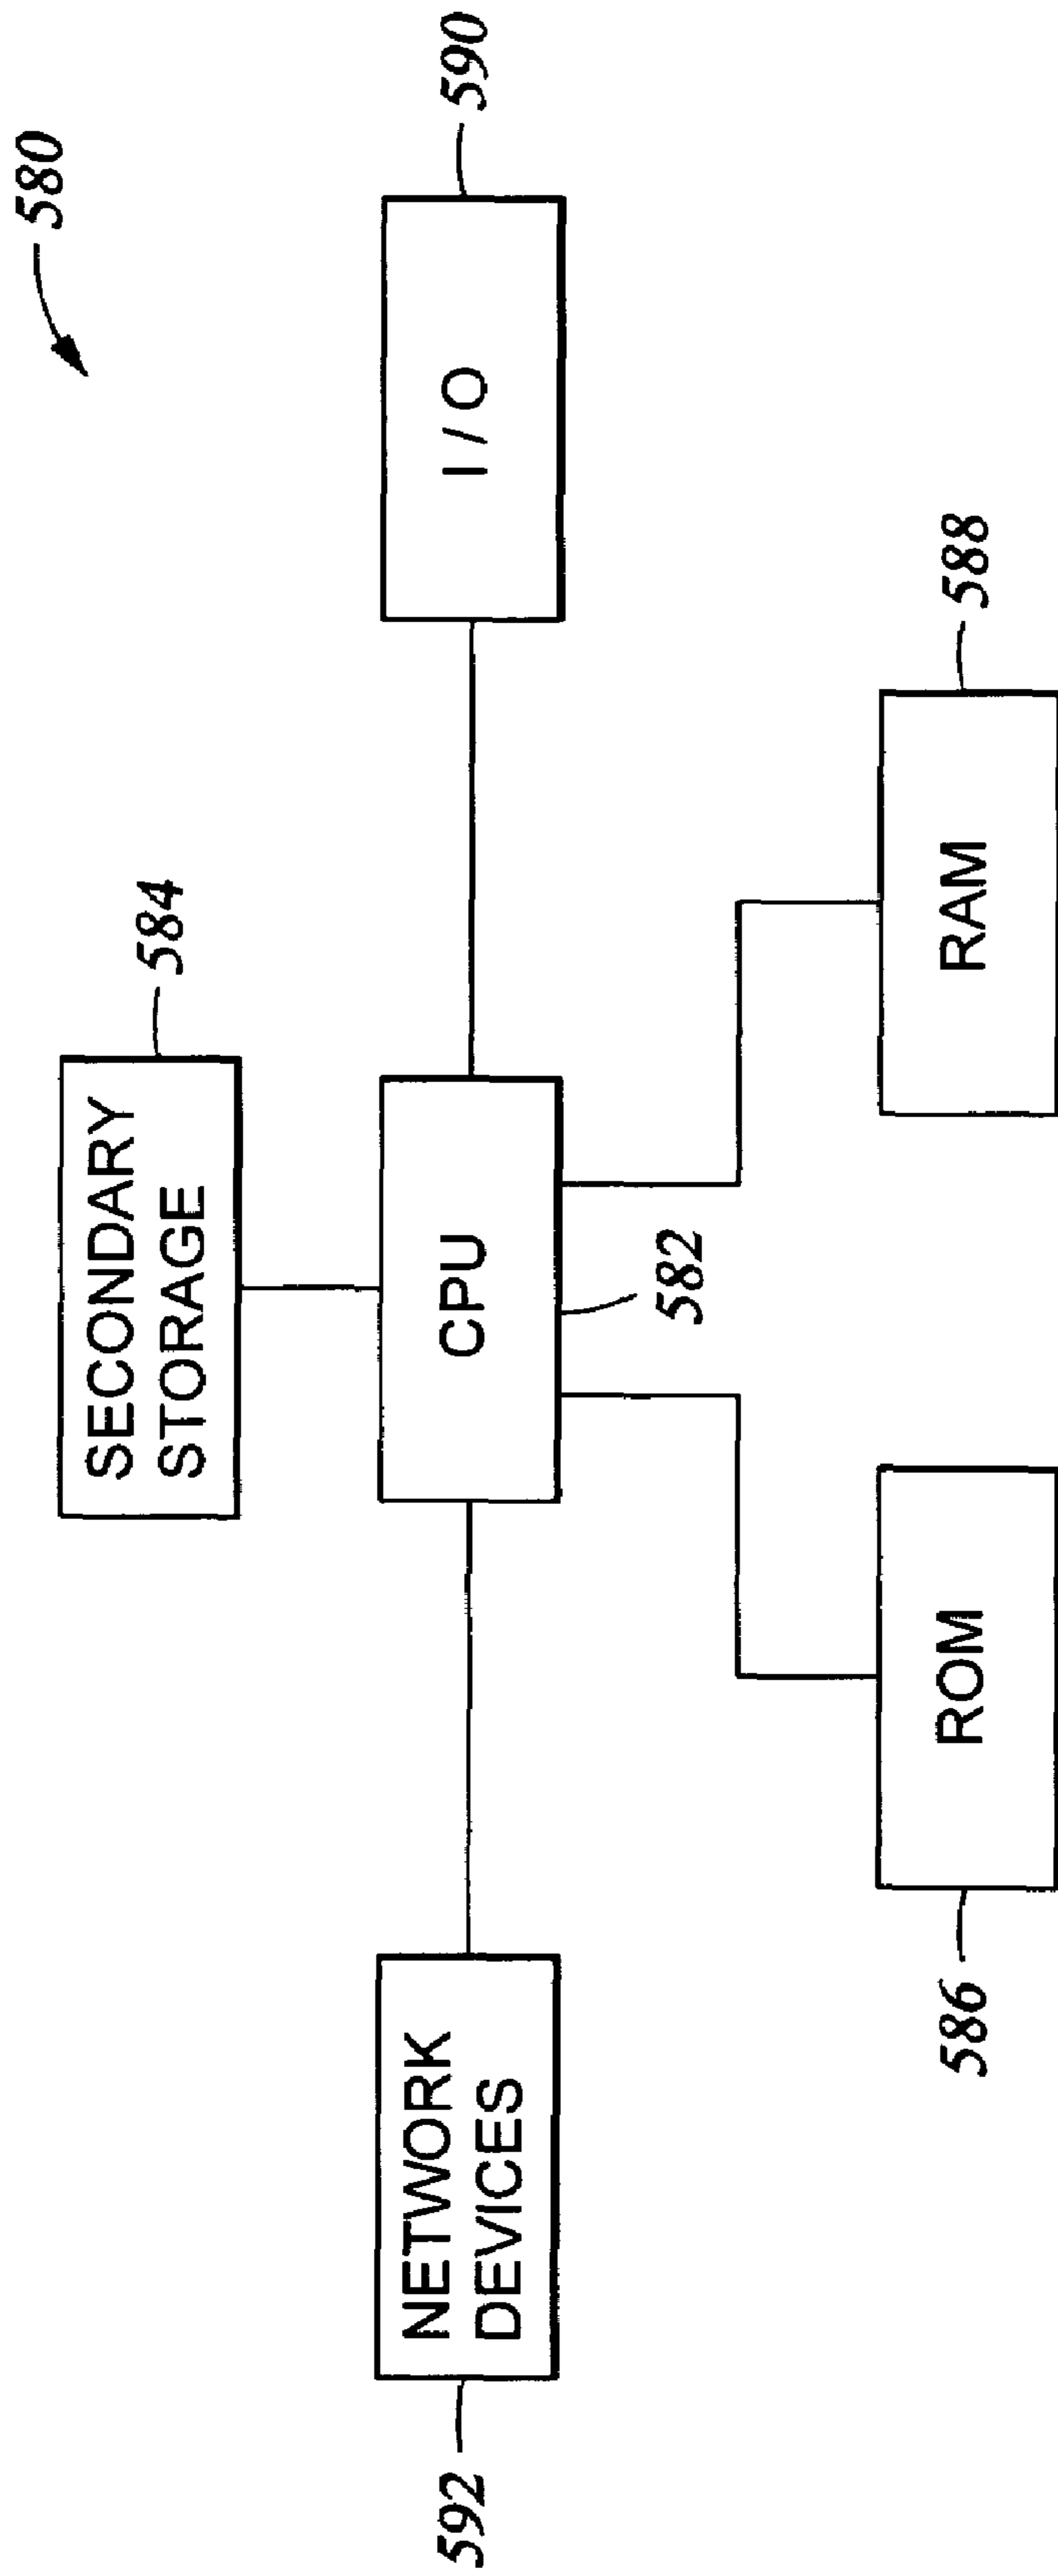 580
SECONDARY
STORAGE
584
NETWORK
DEVICES
592
CPU
582
I / O
590
ROM
586
RAM
588